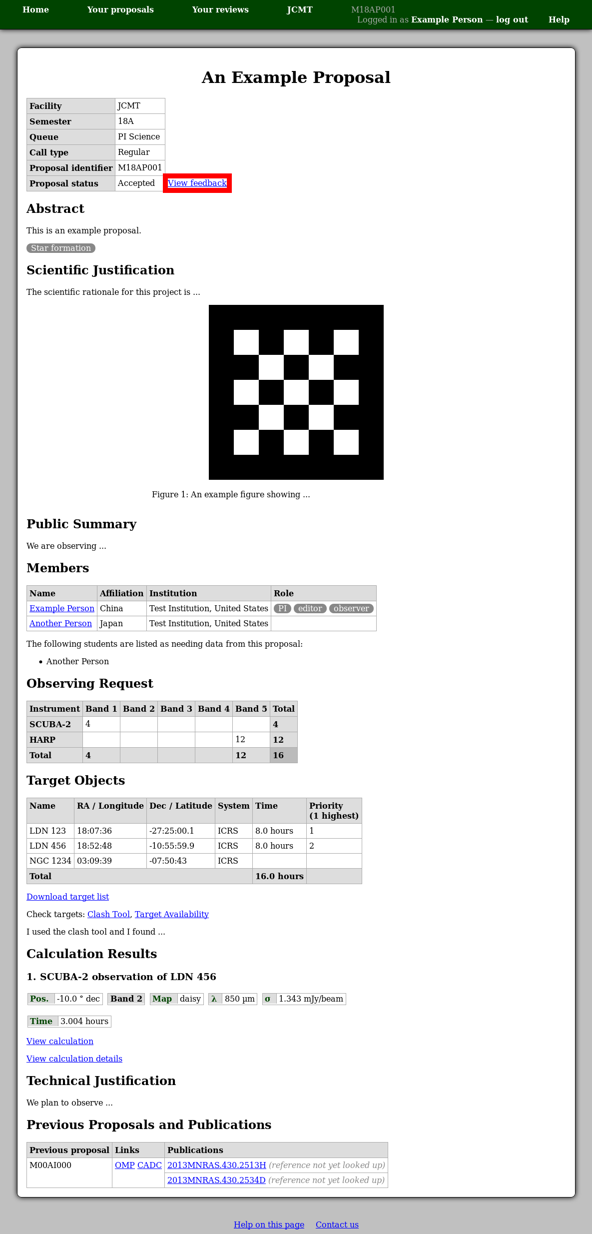 Home Your proposals Your reviews JCMT M18AP001
Logged in as Example Person — log out Help
An Example Proposal
Facility JCMT
Semester 18A
Queue PI Science
Call type Regular
Proposal identifier M18AP001
Proposal status Accepted View feedback
Abstract
This is an example proposal.
Star formation
Scientific Justification
The scientific rationale for this project is ...
Figure 1: An example figure showing ...
Public Summary
We are observing ...
Members
Name Affiliation Institution Role
Example Person China Test Institution, United States PI editor observer
Another Person Japan Test Institution, United States
The following students are listed as needing data from this proposal:
• Another Person
Observing Request
Instrument Band 1 Band 2 Band 3 Band 4 Band 5 Total
SCUBA-2 4 4
HARP 12 12
Total 4 12 16
Target Objects
Name RA / Longitude Dec / Latitude System Time Priority
(1 highest)
LDN 123 18:07:36 -27:25:00.1 ICRS 8.0 hours 1
LDN 456 18:52:48 -10:55:59.9 ICRS 8.0 hours 2
NGC 1234 03:09:39 -07:50:43 ICRS
Total 16.0 hours
Download target list
Check targets: Clash Tool, Target Availability
I used the clash tool and I found ...
Calculation Results
1. SCUBA-2 observation of LDN 456
Pos. -10.0 ° dec Band 2 Map daisy λ 850 µm σ 1.343 mJy/beam
Time 3.004 hours
View calculation
View calculation details
Technical Justification
We plan to observe ...
Previous Proposals and Publications
Previous proposal Links Publications
M00AI000 OMP CADC 2013MNRAS.430.2513H (reference not yet looked up)
2013MNRAS.430.2534D (reference not yet looked up)
Help on this page Contact us